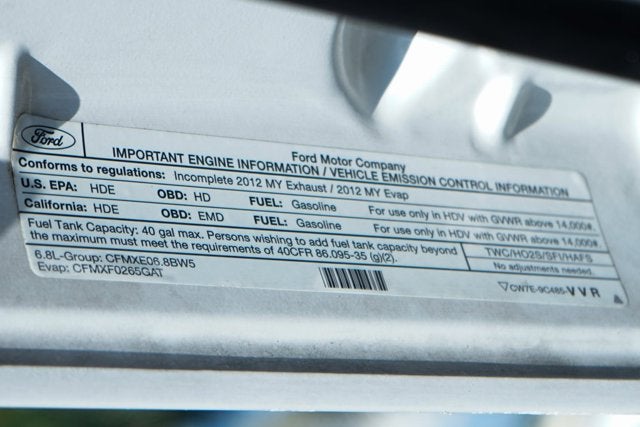 Ford
Ford Motor Company
IMPORTANT ENGINE INFORMATION / VEHICLE EMISSION CONTROL INFORMATION
Conforms to regulations: Incomplete 2012 MY Exhaust / 2012 MY Evap
U.S. EPA: HDE OBD: HD FUEL: Gasoline For use only in HDV with GVWR above 14,000#.
California: HDE OBD: EMD FUEL: Gasoline For use only in HDV with GVWR above 14,000#.
Fuel Tank Capacity: 40 gal max. Persons wishing to add fuel tank capacity beyond
the maximum must meet the requirements of 40CFR 86.095-35 (g)(2).
TWC/HO2S/SFI/HAFS
No adjustments needed.
6.8L-Group: CFMXE06.8BW5
Evap: CFMXF0265GAT
CW7E-9C485-VVR